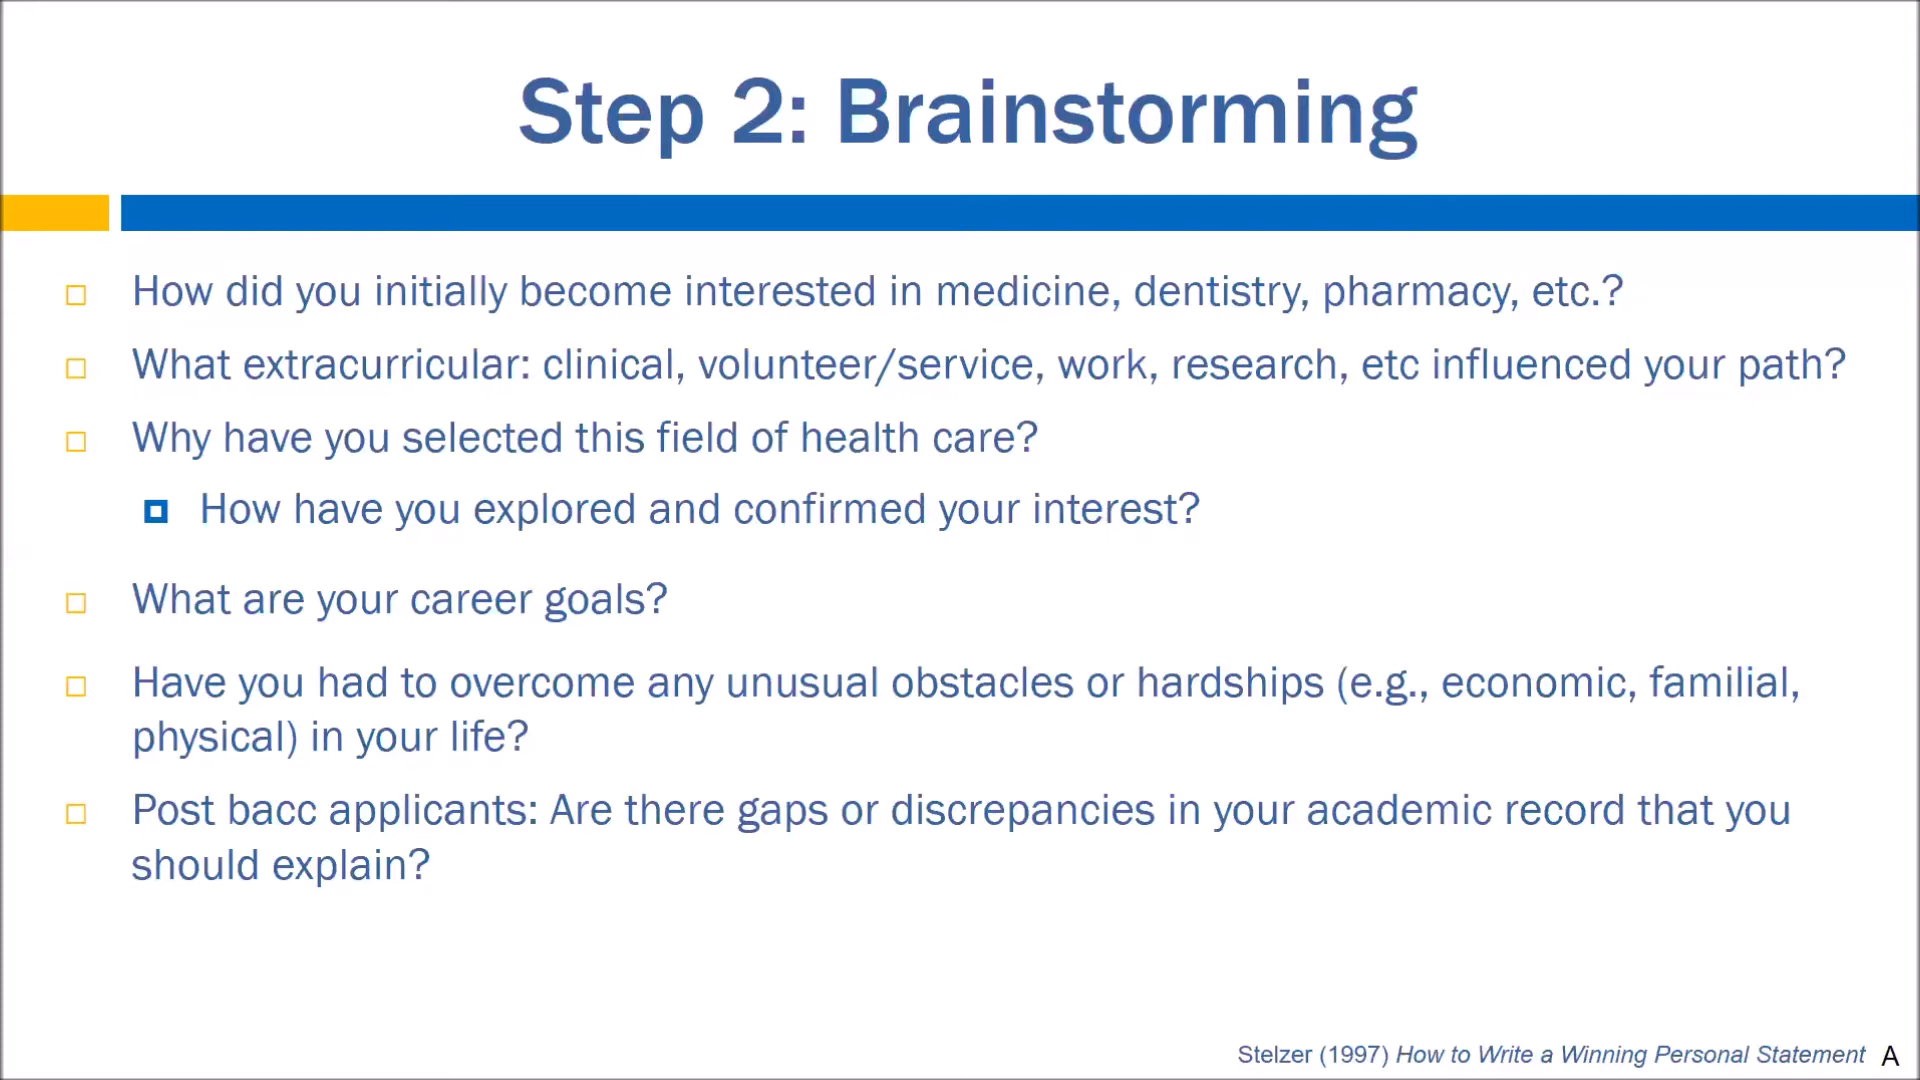 Step 2: Brainstorming
How did you initially become interested in medicine, dentistry, pharmacy, etc.?
What extracurricular: clinical, volunteer/service, work, research, etc influenced your path?
Why have you selected this field of health care?
How have you explored and confirmed your interest?
What are your career goals?
Have you had to overcome any unusual obstacles or hardships (e.g., economic, familial,
physical) in your life?
Post bacc applicants: Are there gaps or discrepancies in your academic record that you
should explain?
Stelzer (1997) How to Write a Winning Personal Statement A